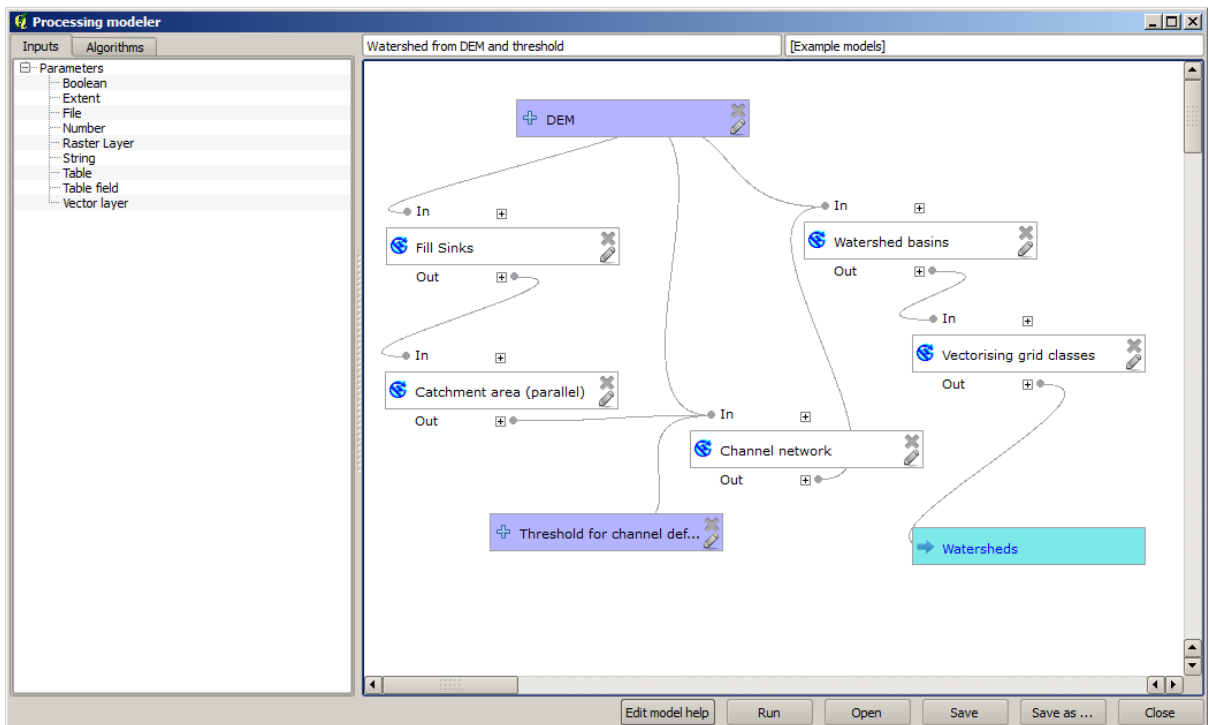 Processing modeler
Inputs Algorithms
Watershed from DEM and threshold
[Example models]
Parameters
Boolean
Extent
File
Number
Raster Layer
String
Table
Table field
Vector layer
DEM
In
Fill Sinks
Out
In
Watershed basins
Out
In
Vectorising grid classes
Out
In
Catchment area (parallel)
Out
In
Channel network
Out
Threshold for channel def...
Watersheds
Edit model help Run Open Save Save as ... Close